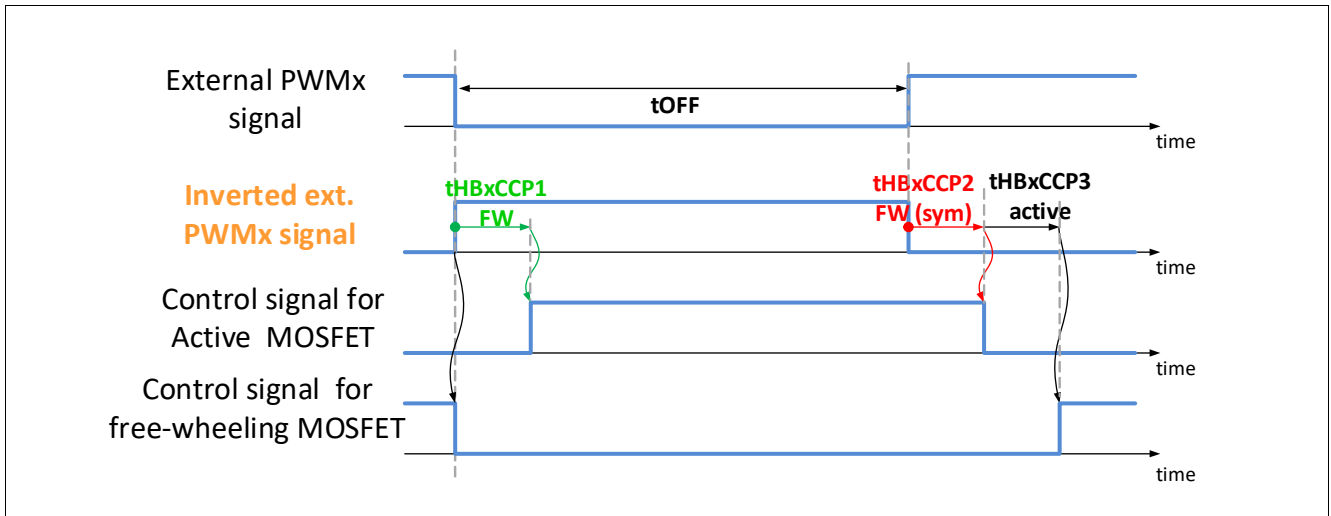 External PWMx
signal
tOFF
time
Inverted ext.
PWMx signal
tHBxCCP1
FW
tHBxCCP2
FW (sym)
tHBxCCP3
active
time
Control signal for
Active MOSFET
time
Control signal for
free-wheeling MOSFET
time